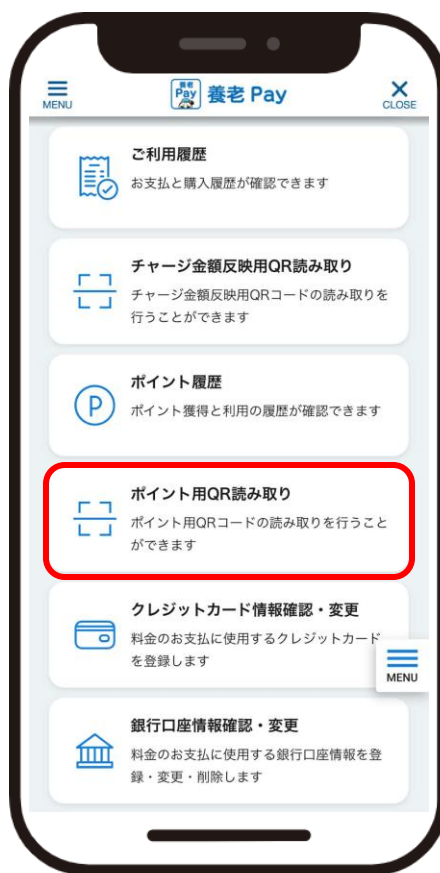 MENU
養老 Pay
養老 Pay
CLOSE
ご利用履歴
お支払と購入履歴が確認できます
チャージ金額反映用QR読み取り
チャージ金額反映用QRコードの読み取りを
行うことができます
P
ポイント履歴
ポイント獲得と利用の履歴が確認できます
ポイント用QR読み取り
ポイント用QRコードの読み取りを行うこと
ができます
クレジットカード情報確認・変更
料金のお支払に使用するクレジットカード
を登録します
MENU
銀行口座情報確認・変更
料金のお支払に使用する銀行口座情報を登
録・変更・削除します